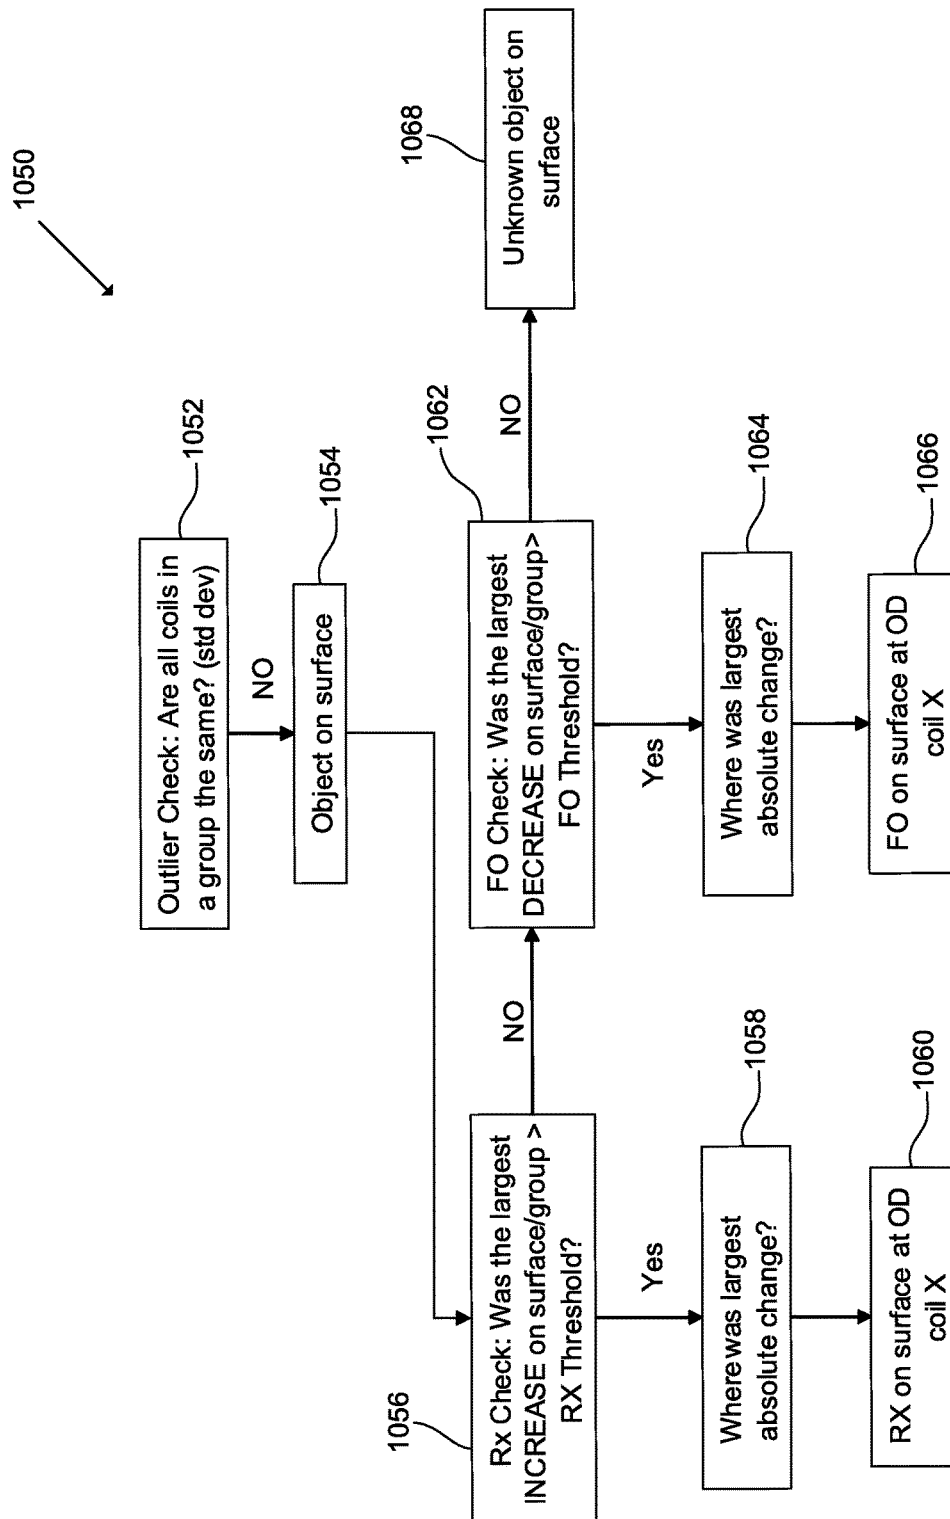 1050
1052
Outlier Check: Are all coils in
a group the same? (std dev)
NO
1054
Object on surface
1056
Rx Check: Was the largest
INCREASE on surface/group >
RX Threshold?
NO
1062
FO Check: Was the largest
DECREASE on surface/group>
FO Threshold?
NO
1068
Unknown object on
surface
Yes
1058
Where was largest
absolute change?
1060
RX on surface at OD
coil X
Yes
1064
Where was largest
absolute change?
1066
FO on surface at OD
coil X